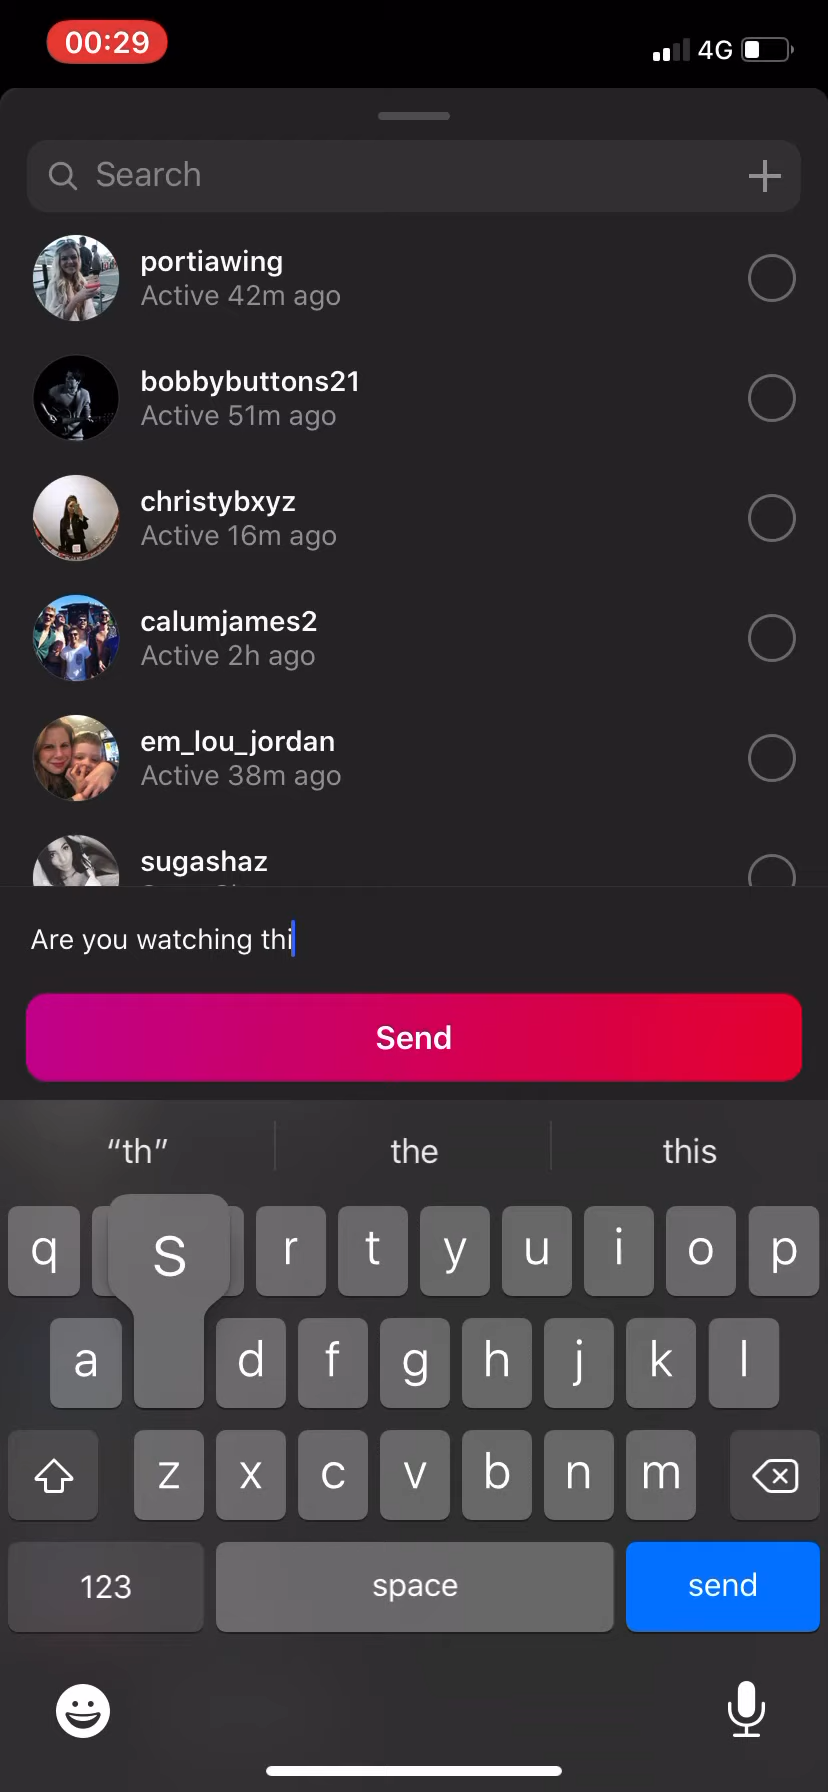 00:29
4G
Search
portiawing
Active 42m ago
bobbybuttons21
Active 51m ago
christybxyz
Active 16m ago
calumjames2
Active 2h ago
em_lou_jordan
Active 38m ago
sugashaz
Are you watching thi
Send
“th” the this
q r t y u i o p
s
a d f g h j k l
z x c v b n m
123 space send